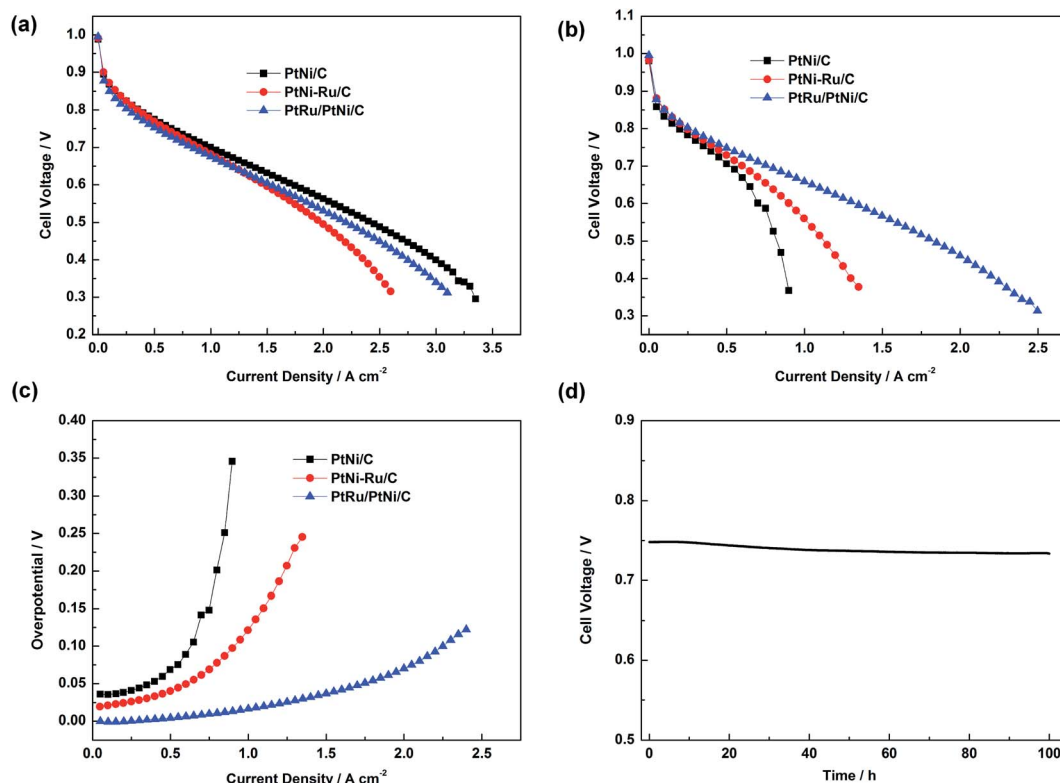 (a)
1.0
0.9
0.8
0.7
0.6
0.5
0.4
0.3
0.2
Cell Voltage / V
PtNi/C
PtNi-Ru/C
PtRu/PtNi/C
0.0 0.5 1.0 1.5 2.0 2.5 3.0 3.5
Current Density / A cm-2
(b)
1.1
1.0
0.9
0.8
0.7
0.6
0.5
0.4
0.3
Cell Voltage / V
PtNi/C
PtNi-Ru/C
PtRu/PtNi/C
0.0 0.5 1.0 1.5 2.0 2.5
Current Density / A cm-2
(c)
0.40
0.35
0.30
0.25
0.20
0.15
0.10
0.05
0.00
Overpotential / V
PtNi/C
PtNi-Ru/C
PtRu/PtNi/C
0.0 0.5 1.0 1.5 2.0 2.5
Current Density / A cm-2
(d)
0.9
0.8
0.7
0.6
0.5
Cell Voltage / V
0 20 40 60 80 100
Time / h